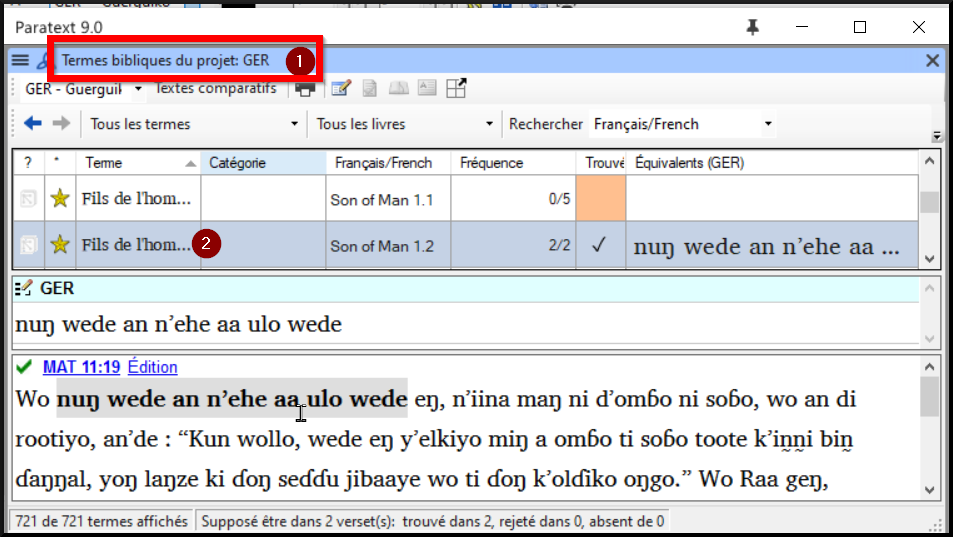 Paratext 9.0
Termes bibliques du projet: GER 1
GER - Guerguik Textes comparatifs
Tous les termes Tous les livres Rechercher Français/French
? * Terme Catégorie Français/French Fréquence Trouvé Équivalents (GER)
Fils de l'hom... Son of Man 1.1 0/5
Fils de l'hom... 2 Son of Man 1.2 2/2 ✓ nuŋ wede an n’ehe aa ...
GER
nuŋ wede an n’ehe aa ulo wede
MAT 11:19 Édition
Wo nuŋ wede an n’ehe aa ulo wede eŋ, n’iina maŋ ni d’omɓo ni soɓo, wo an di
rootiyo, an’de : “Kun wollo, wede eŋ y’elkiyo miŋ a omɓo ti soɓo toote k’iṵṵi biṵ
ɗaŋŋal, yoŋ laŋze ki ɗoŋ seɗɗu jibaaye wo ti ɗoŋ k’olɗiko oŋgo.” Wo Raa geŋ,
721 de 721 termes affichés Supposé être dans 2 verset(s): trouvé dans 2, rejeté dans 0, absent de 0